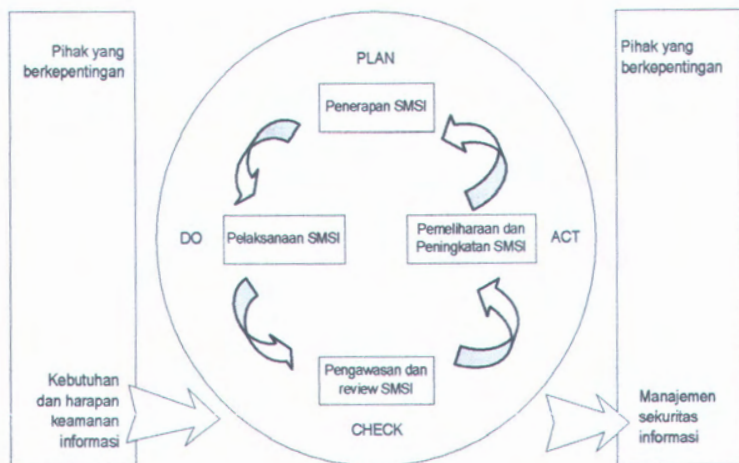 Pihak yang
berkepentingan
PLAN
Penerapan SMSI
Pihak yang
berkepentingan
DO
Pelaksanaan SMSI
Pemeliharaan dan
Peningkatan SMSI
ACT
Kebutuhan
dan harapan
keamanan
informasi
Pengawasan dan
review SMSI
CHECK
Manajemen
sekuritas
informasi